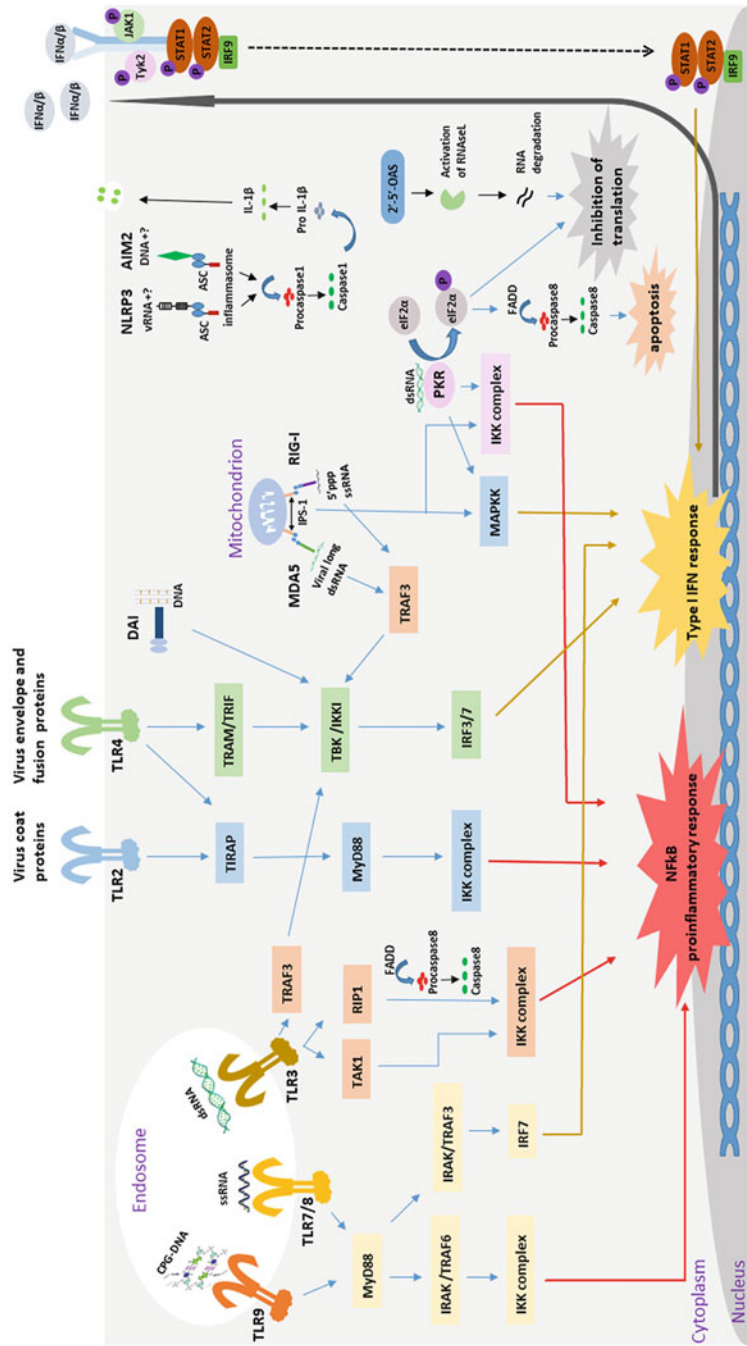 Virus coat
proteins
Virus envelope and
fusion proteins
Endosome
CPG-DNA
TLR9
ssRNA
TLR7/8
dsRNA
TLR3
TLR2
TLR4
DAI
DNA
Mitochondrion
MDA5
IPS-1
RIG-I
Viral long
dsRNA
5'ppp
ssRNA
NLRP3
vRNA+?
AIM2
DNA+?
ASC
ASC
inflammasome
Procaspase1
Caspase1
Pro IL-1β
IL-1β
IFNα/β
IFNα/β
IFNα/β
P
JAK1
P
Tyk2
P
STAT1
P
STAT2
IRF9
MyD88
IRAK/TRAF6
IKK complex
IRAK/TRAF3
IRF7
TRAF3
TAK1
RIP1
FADD
Procaspase8
Caspase8
IKK complex
TIRAP
MyD88
IKK complex
TRAM/TRIF
TBK/IKKI
IRF3/7
TRAF3
MAPKK
dsRNA
PKR
IKK complex
eIF2α
eIF2α
P
FADD
Procaspase8
Caspase8
apoptosis
2'-5'-OAS
Activation
of RNAseL
RNA
degradation
Inhibition of
translation
P
STAT1
P
STAT2
IRF9
NFkB
proinflammatory response
Type I IFN response
Cytoplasm
Nucleus